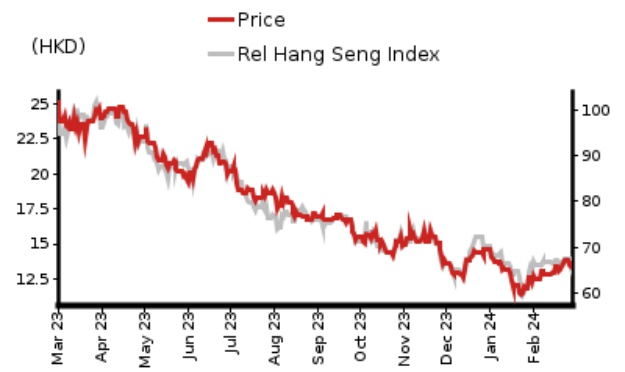 Price
(HKD)
Rel Hang Seng Index
25
100
22.5
90
20
80
17.5
15
70
12.5
60
Mar 23
Apr 23
May 23
Jun 23
Jul 23
Aug 23
Sep 23
Oct 23
Nov 23
Dec 23
Jan 24
Feb 24